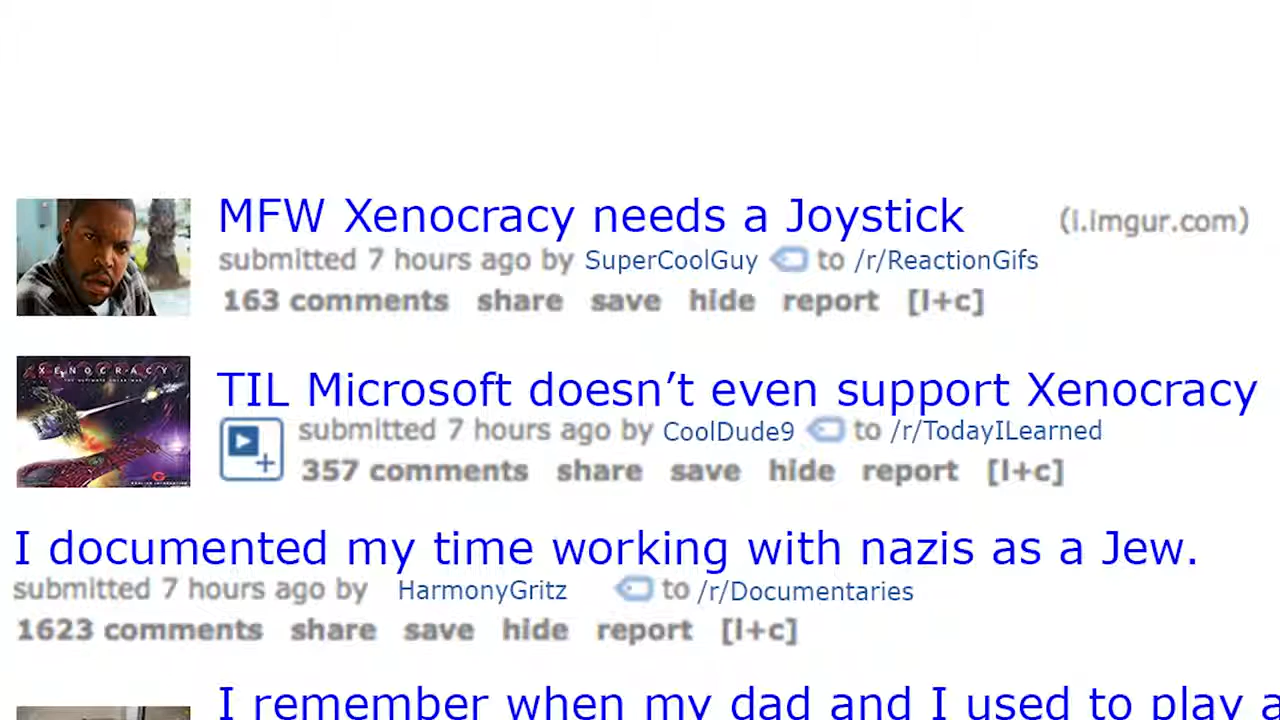 MFW Xenocracy needs a Joystick (i.imgur.com)
submitted 7 hours ago by SuperCoolGuy to /r/ReactionGifs
163 comments share save hide report [l+c]
XENOCRACY
TIL Microsoft doesn’t even support Xenocracy
submitted 7 hours ago by CoolDude9 to /r/TodayILearned
357 comments share save hide report [l+c]
I documented my time working with nazis as a Jew.
submitted 7 hours ago by HarmonyGritz to /r/Documentaries
1623 comments share save hide report [l+c]
I remember when my dad and I used to play a